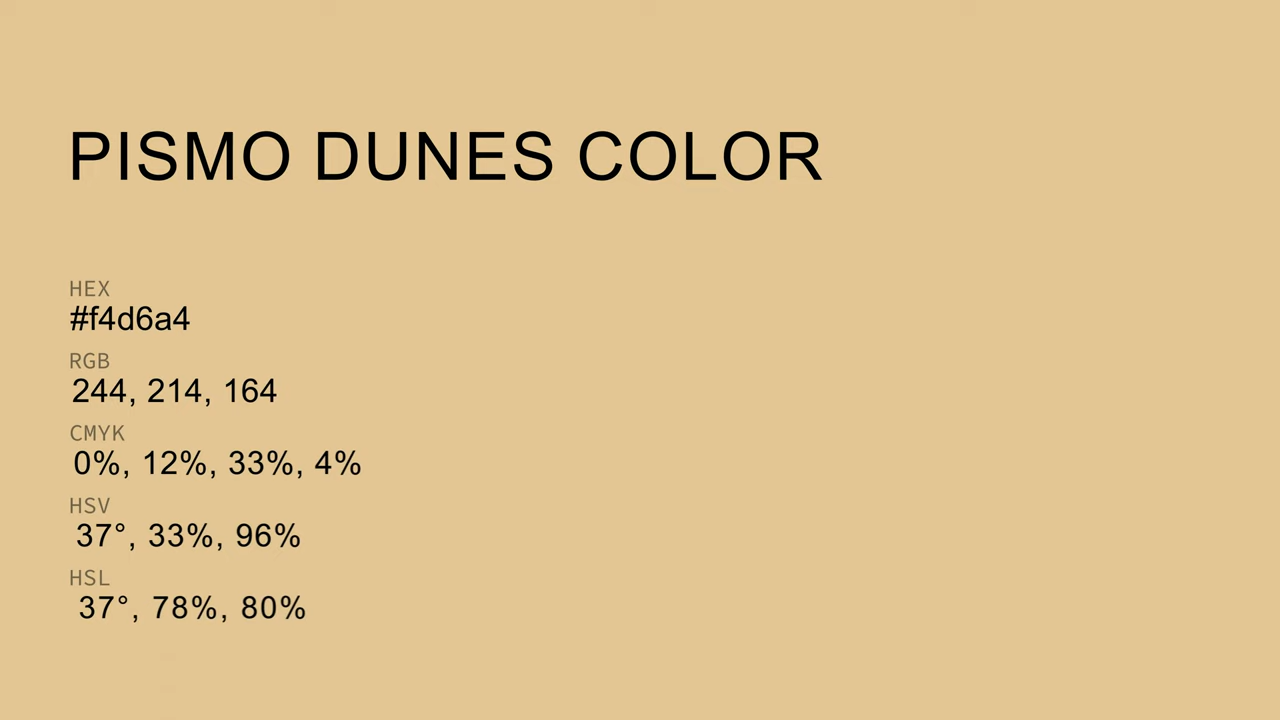 PISMO DUNES COLOR
HEX
#f4d6a4
RGB
244, 214, 164
CMYK
0%, 12%, 33%, 4%
HSV
37°, 33%, 96%
HSL
37°, 78%, 80%